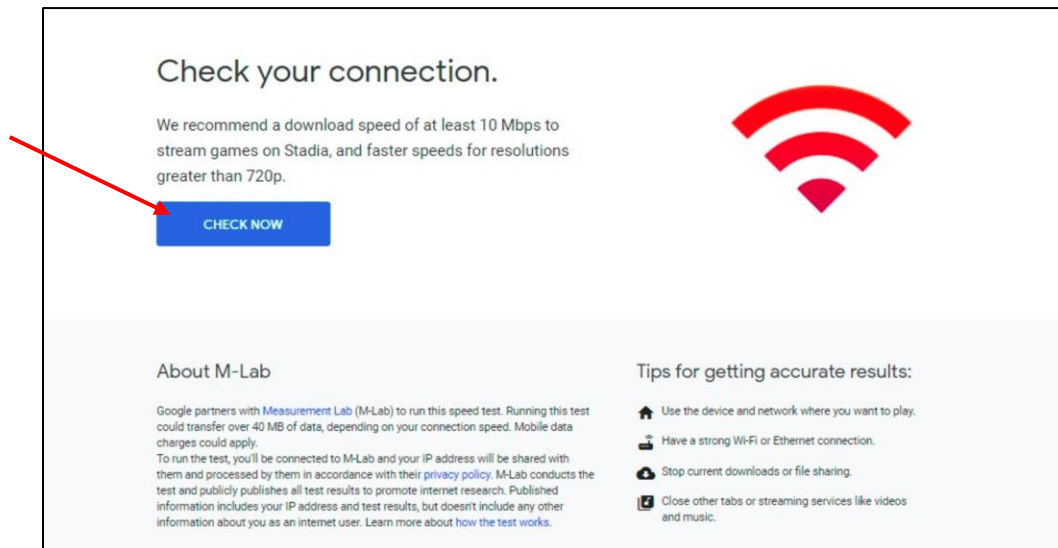 Check your connection.
We recommend a download speed of at least 10 Mbps to
stream games on Stadia, and faster speeds for resolutions
greater than 720p.
CHECK NOW
About M-Lab
Google partners with Measurement Lab (M-Lab) to run this speed test. Running this test
could transfer over 40 MB of data, depending on your connection speed. Mobile data
charges could apply.
To run the test, you'll be connected to M-Lab and your IP address will be shared with
them and processed by them in accordance with their privacy policy. M-Lab conducts the
test and publicly publishes all test results to promote internet research. Published
information includes your IP address and test results, but doesn't include any other
information about you as an internet user. Learn more about how the test works.
Tips for getting accurate results:
Use the device and network where you want to play.
Have a strong Wi-Fi or Ethernet connection.
Stop current downloads or file sharing.
Close other tabs or streaming services like videos
and music.